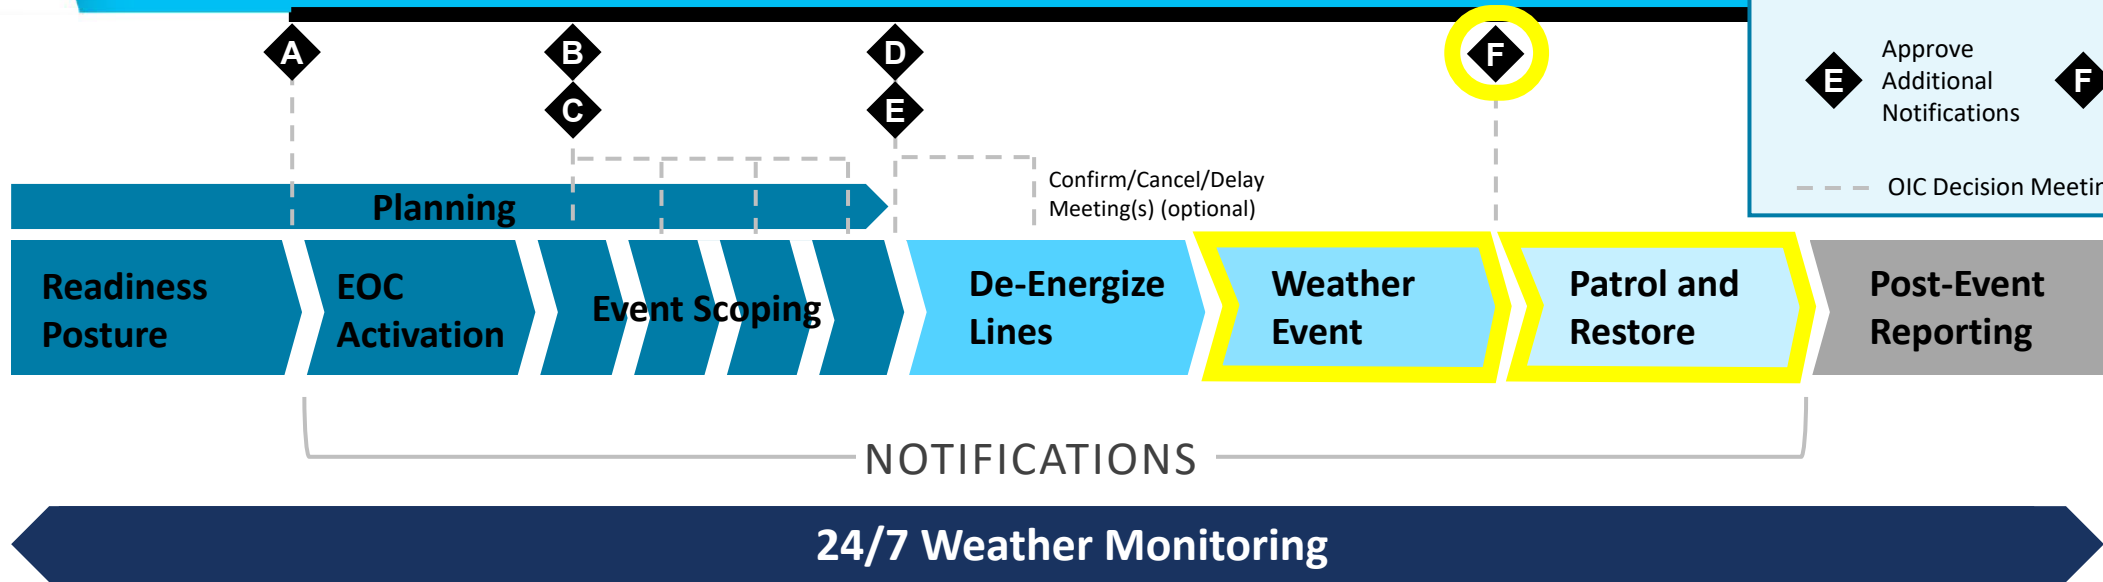 A
B
D
F
C
E
E
Approve
Additional
Notifications
F
OIC Decision
Confirm/Cancel/Delay
Meeting(s) (optional)
Planning
Readiness
Posture
EOC
Activation
Event Scoping
De-Energize
Lines
Weather
Event
Patrol and
Restore
Post-Event
Reporting
NOTIFICATIONS
24/7 Weather Monitoring